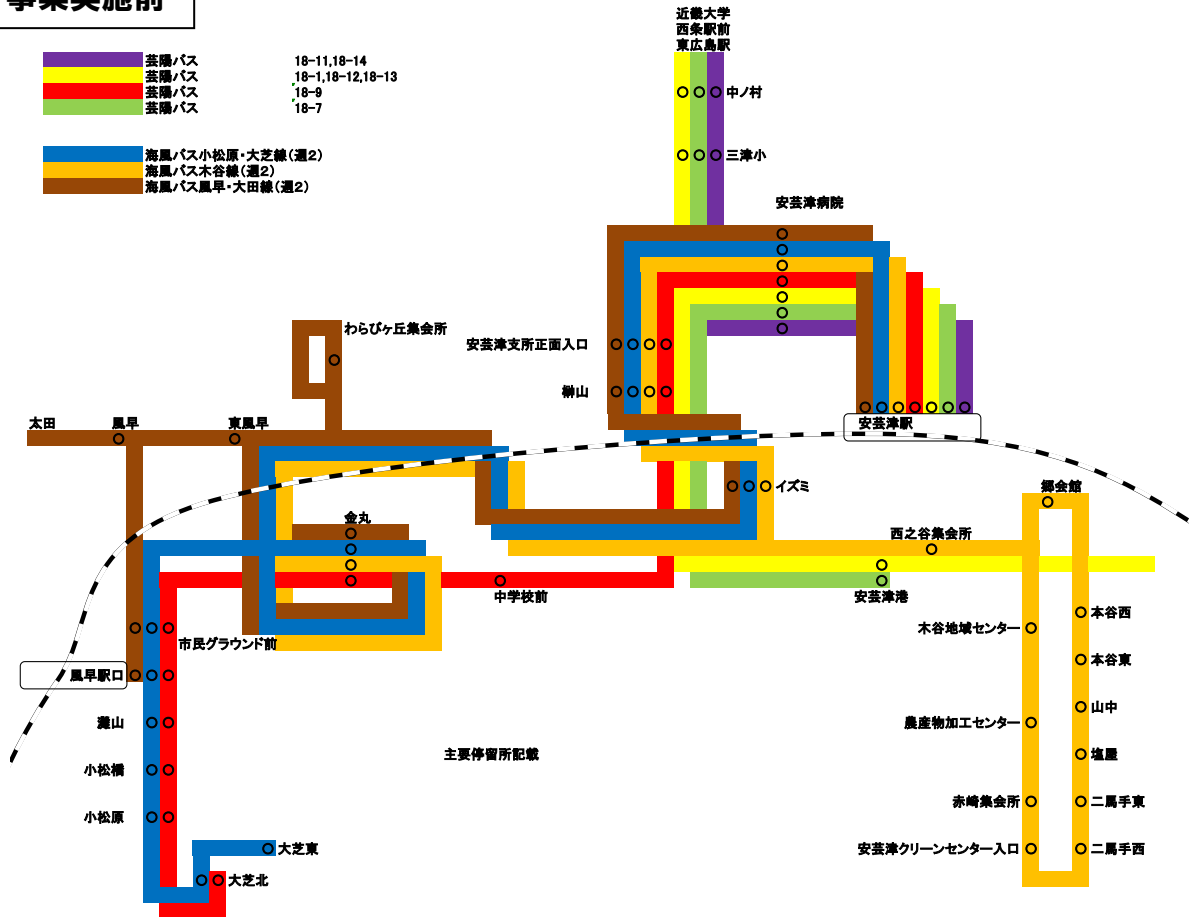 事業実施前
近畿大学
西条駅前
東広島駅
芸陽バス 18-11,18-14
芸陽バス 18-1,18-12,18-13
芸陽バス 18-9
芸陽バス 18-7
中ノ村
海風バス小松原・大芝線(週2)
海風バス木谷線(週2)
海風バス風早・大田線(週2)
三津小
安芸津病院
わらびヶ丘集会所
安芸津支所正面入口
榊山
太田
風早
東風早
安芸津駅
イズミ
郷会館
金丸
西之谷集会所
中学校前
安芸津港
本谷西
木谷地域センター
市民グラウンド前
本谷東
風早駅口
山中
灘山
農産物加工センター
主要停留所記載
塩屋
小松橋
赤崎集会所
二馬手東
小松原
大芝東
安芸津クリーンセンター入口
二馬手西
大芝北